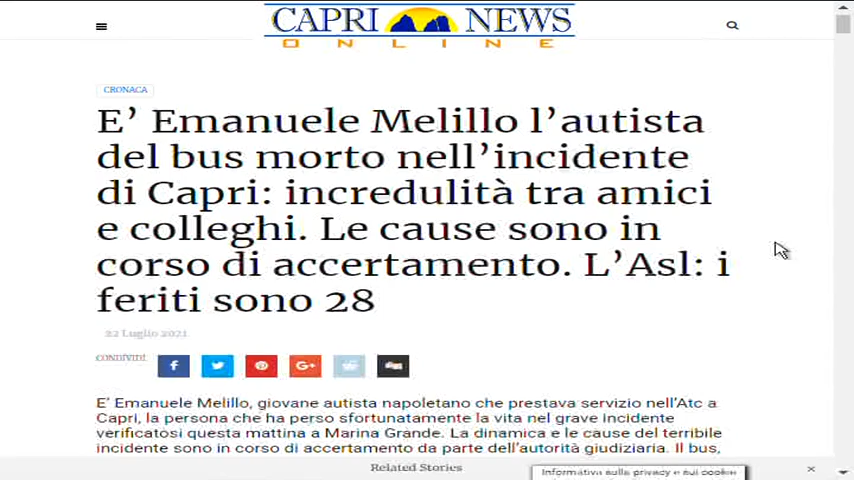 CAPRI NEWS
ONLINE
CRONACA
E’ Emanuele Melillo l’autista
del bus morto nell’incidente
di Capri: incredulità tra amici
e colleghi. Le cause sono in
corso di accertamento. L’Asl: i
feriti sono 28
22 Luglio 2021
CONDIVIDI
E’ Emanuele Melillo, giovane autista napoletano che prestava servizio nell’Atc a
Capri, la persona che ha perso sfortunatamente la vita nel grave incidente
verificatosi questa mattina a Marina Grande. La dinamica e le cause del terribile
incidente sono in corso di accertamento da parte dell’autorità giudiziaria. Il bus,
Related Stories
Informativa sulla privacy e sui cookie